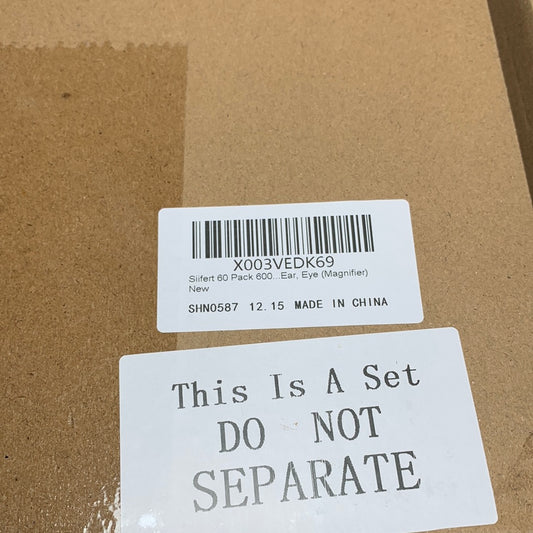 X003VEDK69
Siifert 60 Pack 600...Ear, Eye (Magnifier)
New
SHN0587 12.15 MADE IN CHINA
This Is A Set
DO NOT
SEPARATE